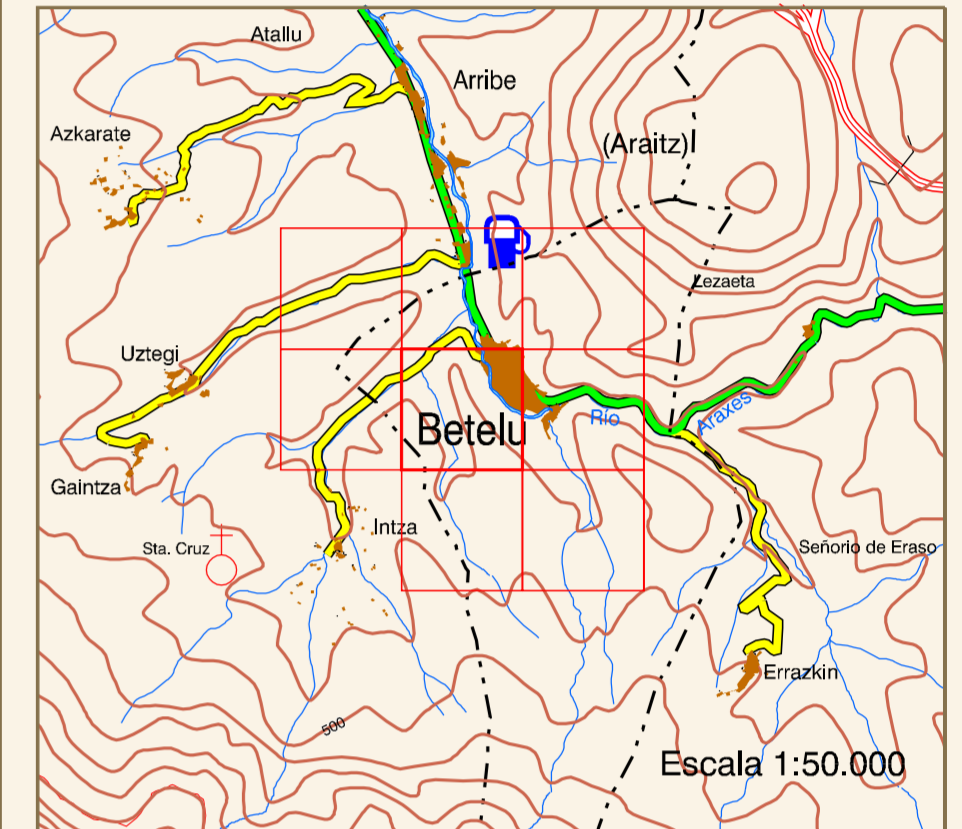 Atallu
Arribe
Azkarate
(Araitz)
Lezaeta
Uztegi
Betelu
Río
Araxes
Gaintza
Intza
Sta. Cruz
Señorio de Eraso
Errazkin
500
Escala 1:50.000